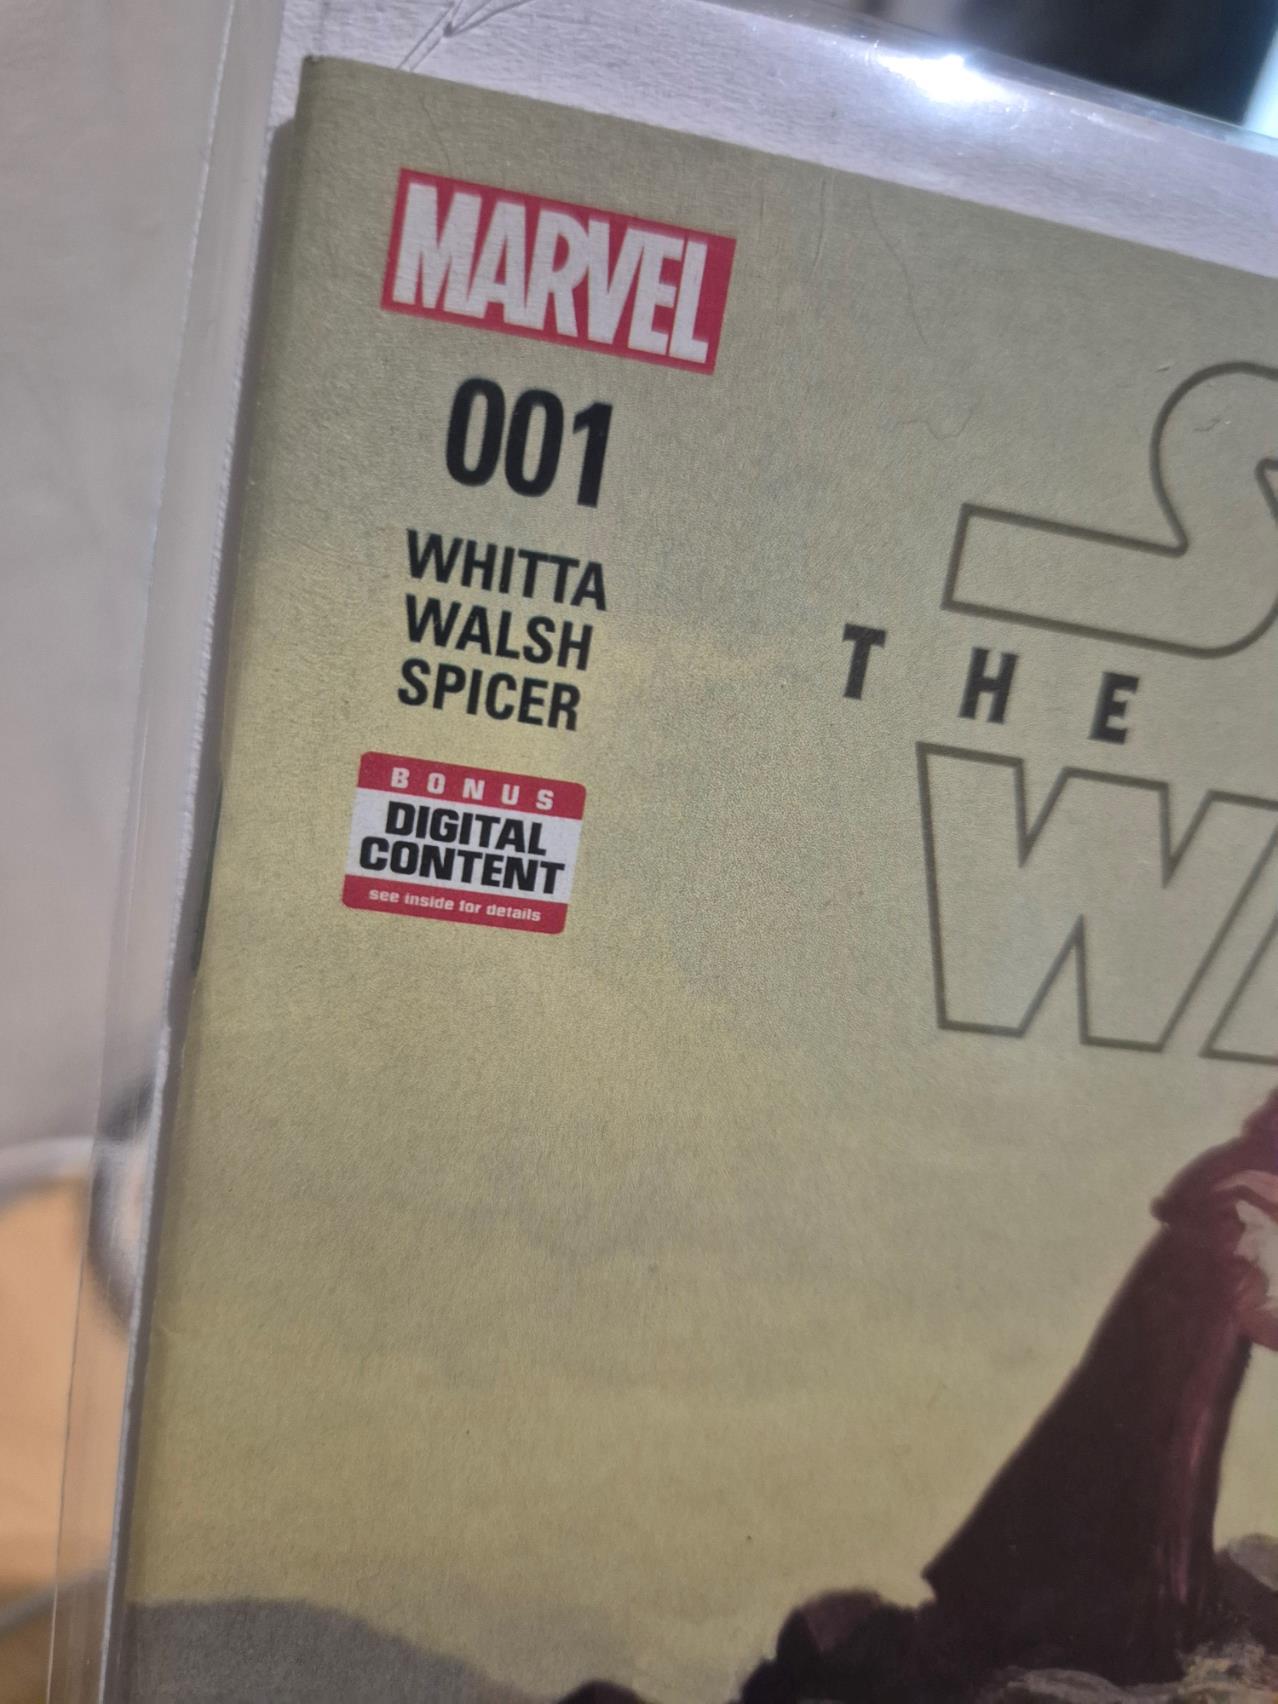 MARVEL
001
WHITTA
WALSH
SPICER
BONUS
DIGITAL
CONTENT
see inside for details
S
THE
W